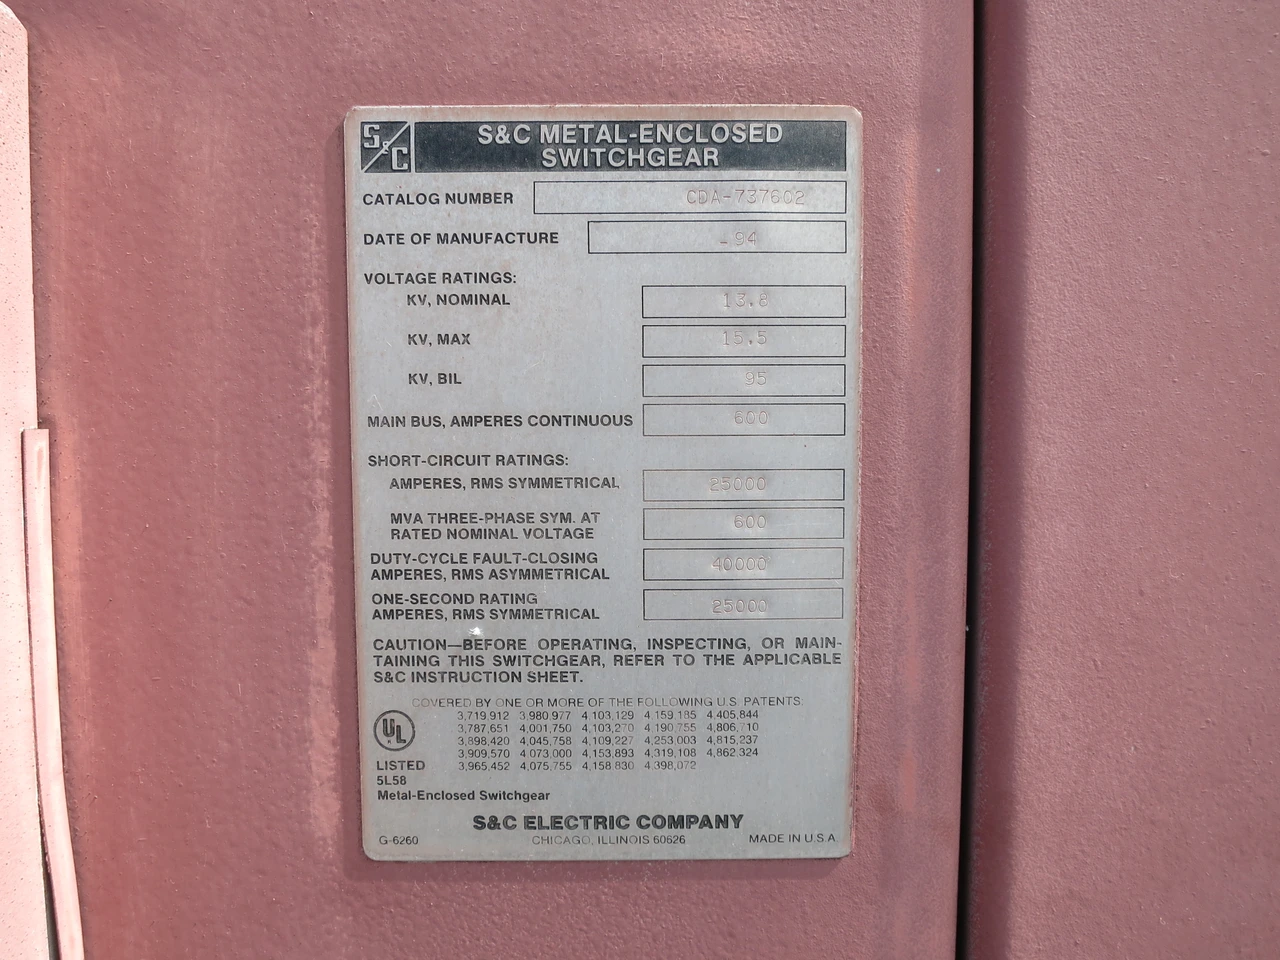 S&C
S&C METAL-ENCLOSED
SWITCHGEAR
CATALOG NUMBER CDA-737602
DATE OF MANUFACTURE -94
VOLTAGE RATINGS:
KV, NOMINAL 13.8
KV, MAX 15.5
KV, BIL 95
MAIN BUS, AMPERES CONTINUOUS 600
SHORT-CIRCUIT RATINGS:
AMPERES, RMS SYMMETRICAL 25000
MVA THREE-PHASE SYM. AT
RATED NOMINAL VOLTAGE 600
DUTY-CYCLE FAULT-CLOSING
AMPERES, RMS ASYMMETRICAL 40000
ONE-SECOND RATING
AMPERES, RMS SYMMETRICAL 25000
CAUTION—BEFORE OPERATING, INSPECTING, OR MAIN-
TAINING THIS SWITCHGEAR, REFER TO THE APPLICABLE
S&C INSTRUCTION SHEET.
COVERED BY ONE OR MORE OF THE FOLLOWING U.S. PATENTS:
3,719,912 3,980,977 4,103,129 4,159,185 4,405,844
3,787,651 4,001,750 4,103,270 4,190,755 4,806,710
3,898,420 4,045,758 4,109,227 4,253,003 4,815,237
3,909,570 4,073,000 4,153,893 4,319,108 4,862,324
3,965,452 4,075,755 4,158,830 4,398,072
UL
LISTED
5L58
Metal-Enclosed Switchgear
S&C ELECTRIC COMPANY
G-6260 CHICAGO, ILLINOIS 60626 MADE IN U.S.A